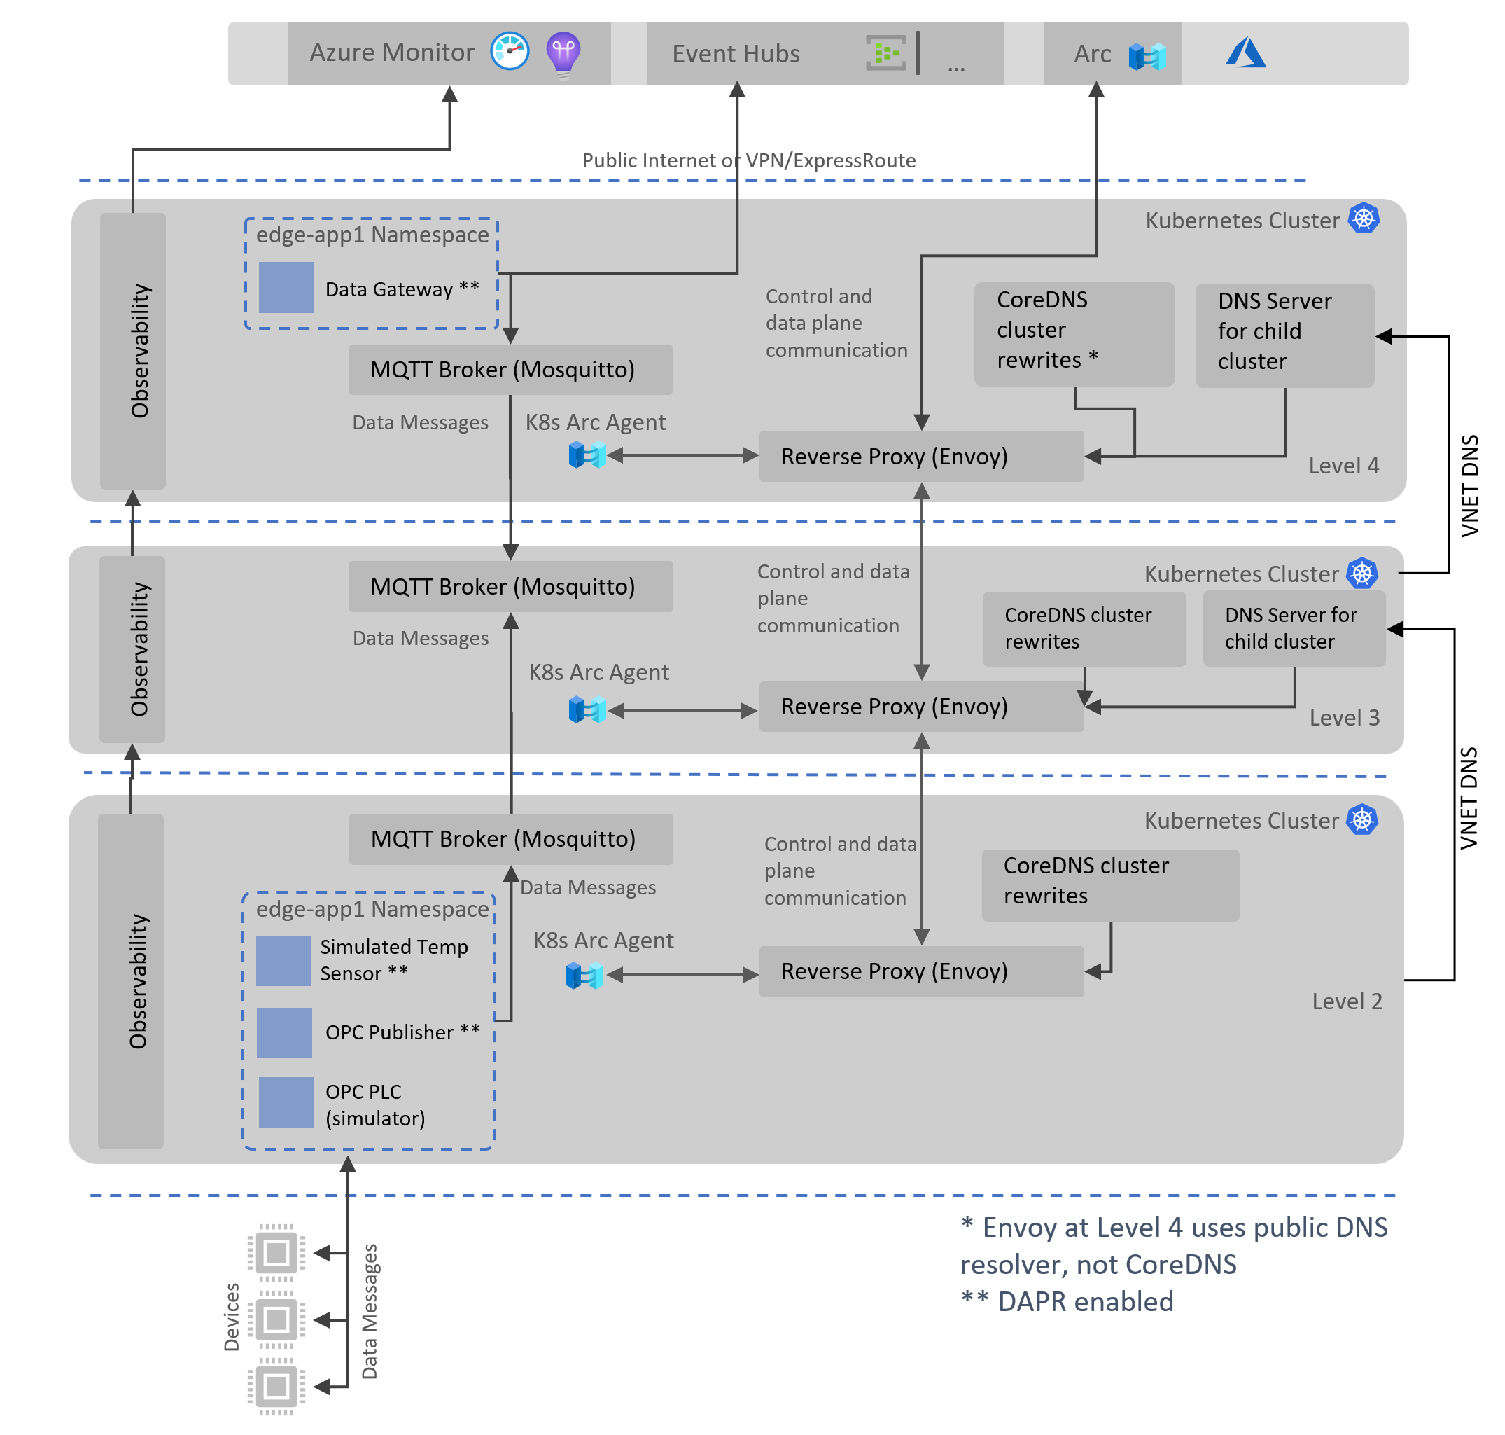 Azure Monitor
Event Hubs
...
Arc
Public Internet or VPN/ExpressRoute
Kubernetes Cluster
edge-app1 Namespace
Data Gateway **
Observability
Control and
data plane
communication
CoreDNS
cluster
rewrites *
DNS Server
for child
cluster
MQTT Broker (Mosquitto)
Data Messages
K8s Arc Agent
Reverse Proxy (Envoy)
Level 4
VNET DNS
Kubernetes Cluster
Observability
MQTT Broker (Mosquitto)
Data Messages
Control and data
plane
communication
CoreDNS cluster
rewrites
DNS Server for
child cluster
K8s Arc Agent
Reverse Proxy (Envoy)
Level 3
VNET DNS
Kubernetes Cluster
Observability
MQTT Broker (Mosquitto)
Data Messages
Control and data
plane
communication
CoreDNS cluster
rewrites
edge-app1 Namespace
Simulated Temp
Sensor **
OPC Publisher **
OPC PLC
(simulator)
K8s Arc Agent
Reverse Proxy (Envoy)
Level 2
Devices
Data Messages
* Envoy at Level 4 uses public DNS
resolver, not CoreDNS
** DAPR enabled